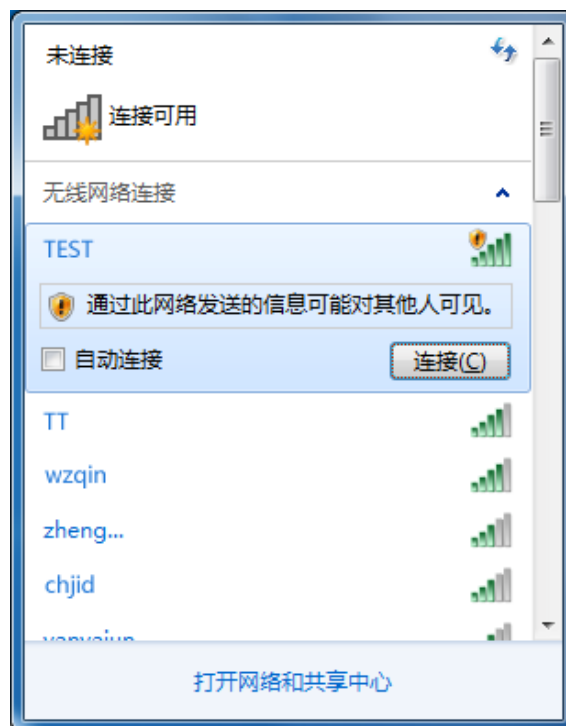 未连接
连接可用
无线网络连接
TEST
通过此网络发送的信息可能对其他人可见。
自动连接 连接(C)
TT
wzqin
zheng...
chjid
打开网络和共享中心